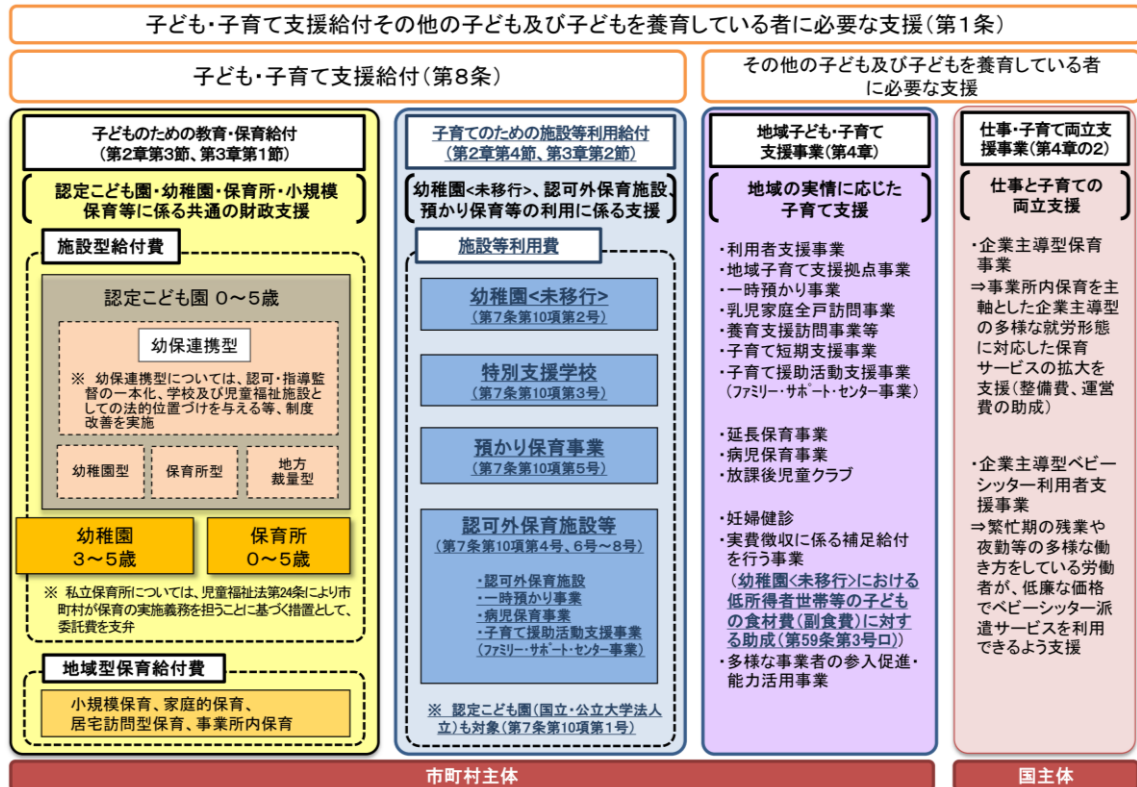 子ども・子育て支援給付その他の子ども及び子どもを養育している者に必要な支援（第１条）
子ども・子育て支援給付（第８条）
その他の子ども及び子どもを養育している者
に必要な支援
子どものための教育・保育給付
（第2章第3節、第3章第1節）
認定こども園・幼稚園・保育所・小規模
保育等に係る共通の財政支援
施設型給付費
認定こども園 ０～５歳
幼保連携型
※ 幼保連携型については、認可・指導監
督の一本化、学校及び児童福祉施設と
しての法的位置づけを与える等、制度
改善を実施
幼稚園型
保育所型
地方
裁量型
幼稚園
３～５歳
保育所
０～５歳
※ 私立保育所については、児童福祉法第24条により市
町村が保育の実施義務を担うことに基づく措置として、
委託費を支弁
地域型保育給付費
小規模保育、家庭的保育、
居宅訪問型保育、事業所内保育
子育てのための施設等利用給付
（第2章第4節、第3章第2節）
幼稚園<未移行>、認可外保育施設、
預かり保育等の利用に係る支援
施設等利用費
幼稚園<未移行>
（第7条第10項第2号）
特別支援学校
（第7条第10項第3号）
預かり保育事業
（第7条第10項第5号）
認可外保育施設等
（第7条第10項第4号、6号～8号）
・認可外保育施設
・一時預かり事業
・病児保育事業
・子育て援助活動支援事業
（ファミリー・サポート・センター事業）
※ 認定こども園（国立・公立大学法人
立）も対象（第7条第10項第1号）
地域子ども・子育て
支援事業（第4章）
地域の実情に応じた
子育て支援
・利用者支援事業
・地域子育て支援拠点事業
・一時預かり事業
・乳児家庭全戸訪問事業
・養育支援訪問事業等
・子育て短期支援事業
・子育て援助活動支援事業
（ファミリー・サポート・センター事業）
・延長保育事業
・病児保育事業
・放課後児童クラブ
・妊婦健診
・実費徴収に係る補足給付
を行う事業
（幼稚園<未移行>における
低所得者世帯等の子ども
の食材費（副食費）に対す
る助成（第59条第3号ロ））
・多様な事業者の参入促進・
能力活用事業
仕事・子育て両立支
援事業（第4章の2）
仕事と子育ての
両立支援
・企業主導型保育
事業
⇒事業所内保育を主
軸とした企業主導型
の多様な就労形態
に対応した保育
サービスの拡大を
支援（整備費、運営
費の助成）
・企業主導型ベビー
シッター利用者支
援事業
⇒繁忙期の残業や
夜勤等の多様な働
き方をしている労働
者が、低廉な価格
でベビーシッター派
遣サービスを利用
できるよう支援
市町村主体
国主体